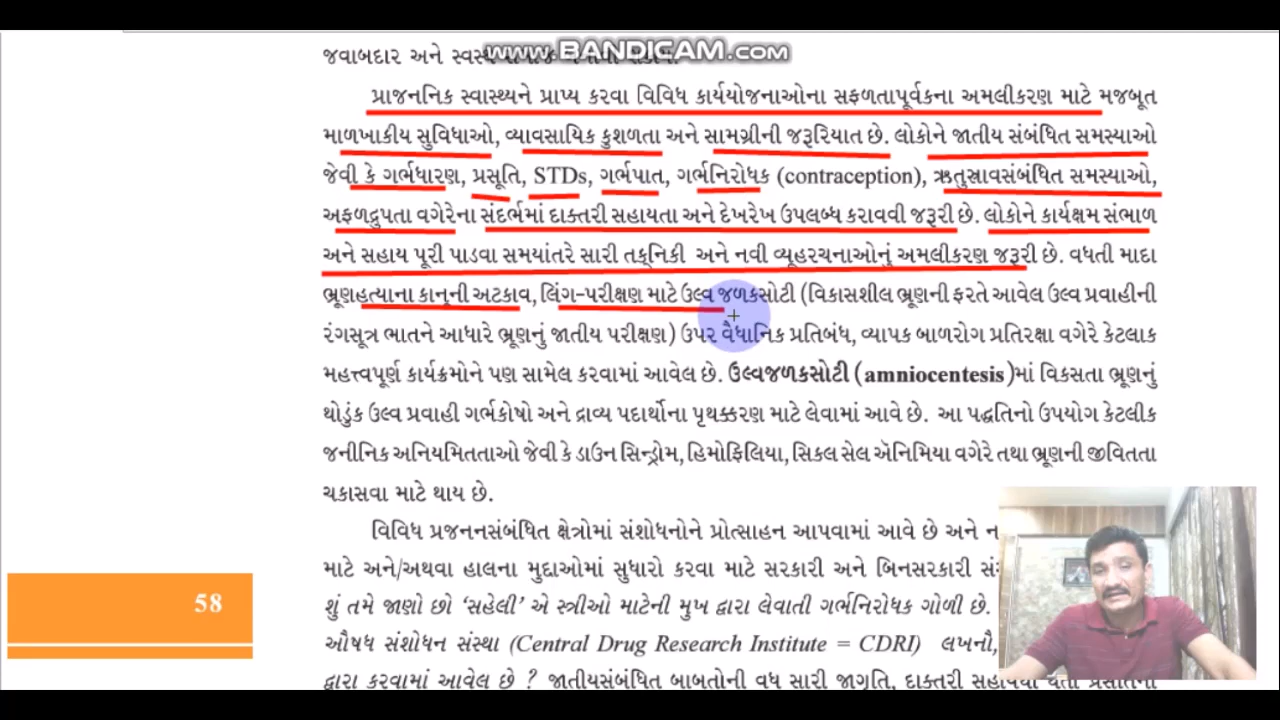 www.BANDICAM.com
જવાબદાર અને
પ્રાજનનિક સ્વાસ્થ્યને પ્રાપ્ય કરવા વિવિધ કાર્યયોજનાઓના સફળતાપૂર્વકના અમલીકરણ માટે મજબૂત
માળખાકીય સુવિધાઓ, વ્યાવસાયિક કુશળતા અને સામગ્રીની જરૂરિયાત છે. લોકોને જાતીય સંબંધિત સમસ્યાઓ
જેવી કે ગર્ભધારણ, પ્રસૂતિ, STDs, ગર્ભપાત, ગર્ભનિરોધક (contraception), ઋતુસ્રાવસંબંધિત સમસ્યાઓ,
અફળદ્રુપતા વગેરેના સંદર્ભમાં દાક્તરી સહાયતા અને દેખરેખ ઉપલબ્ધ કરાવવી જરૂરી છે. લોકોને કાર્યક્ષમ સંભાળ
અને સહાય પૂરી પાડવા સમયાંતરે સારી તક્નિકી અને નવી વ્યૂહરચનાઓનું અમલીકરણ જરૂરી છે. વધતી માદા
ભ્રૂણહત્યાના કાનૂની અટકાવ, લિંગ-પરીક્ષણ માટે ઉલ્વ જળકસોટી (વિકાસશીલ ભ્રૂણની ફરતે આવેલ ઉલ્વ પ્રવાહીની
રંગસૂત્ર ભાતને આધારે ભ્રૂણનું જાતીય પરીક્ષણ) ઉપર વૈધાનિક પ્રતિબંધ, વ્યાપક બાળરોગ પ્રતિરક્ષા વગેરે કેટલાક
મહત્ત્વપૂર્ણ કાર્યક્રમોને પણ સામેલ કરવામાં આવેલ છે. ઉલ્વજળકસોટી (amniocentesis)માં વિકસતા ભ્રૂણનું
થોડુંક ઉલ્વ પ્રવાહી ગર્ભકોષો અને દ્રાવ્ય પદાર્થોના પૃથક્કરણ માટે લેવામાં આવે છે. આ પદ્ધતિનો ઉપયોગ કેટલીક
જનીનિક અનિયમિતતાઓ જેવી કે ડાઉન સિન્ડ્રોમ, હિમોફિલિયા, સિકલ સેલ ઍનિમિયા વગેરે તથા ભ્રૂણની જીવિતતા
ચકાસવા માટે થાય છે.
વિવિધ પ્રજનનસંબંધિત ક્ષેત્રોમાં સંશોધનોને પ્રોત્સાહન આપવામાં આવે છે અને
માટે અને/અથવા હાલના મુદ્દાઓમાં સુધારો કરવા માટે સરકારી અને બિનસરકારી
શું તમે જાણો છો ‘સહેલી’ એ સ્ત્રીઓ માટેની મુખ દ્વારા લેવાતી ગર્ભનિરોધક ગોળી છે.
ઔષધ સંશોધન સંસ્થા (Central Drug Research Institute = CDRI) લખનૌ,
દ્વારા કરવામાં આવેલ છે ? જાતીયસંબંધિત બાબતોની વધ સારી જાગૃતિ, દાક્તરી
58